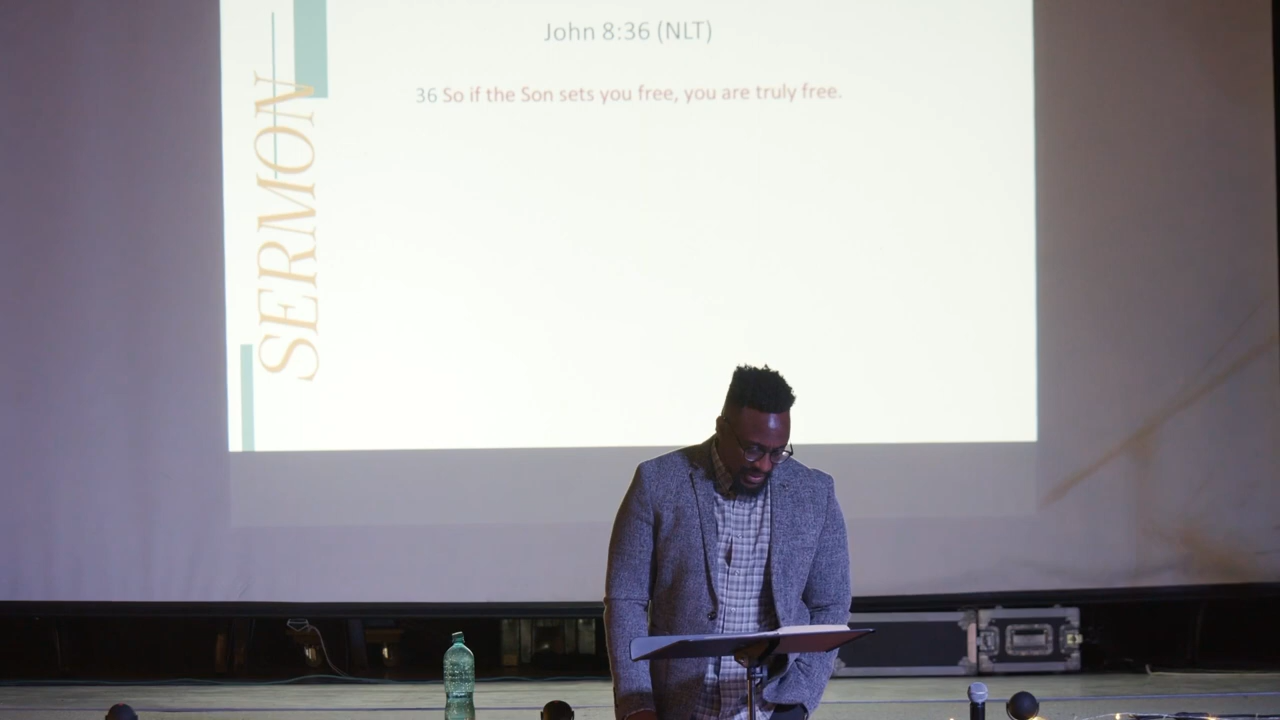 John 8:36 (NLT)
36 So if the Son sets you free, you are truly free.
SERMON